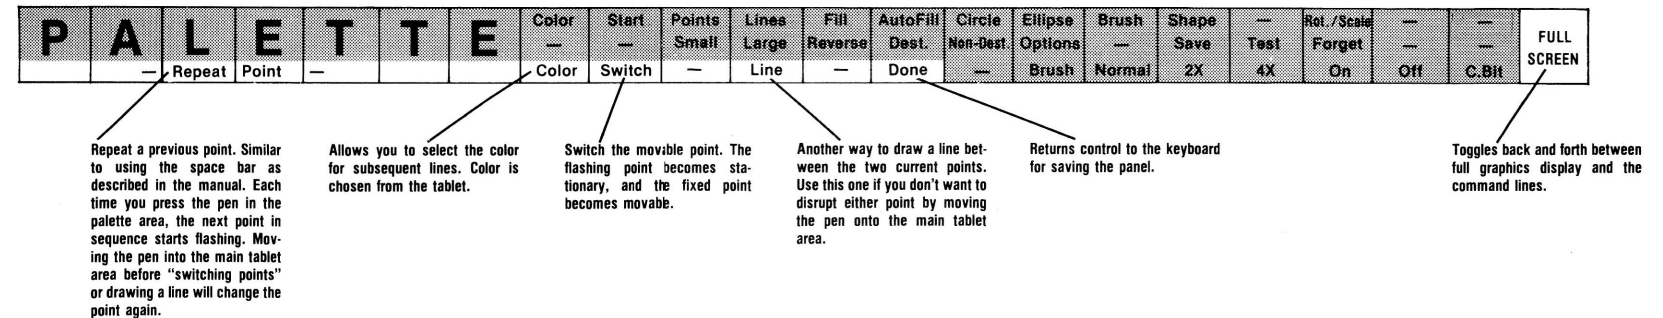 P A L E T T E Color Start Points Lines Fill AutoFill Circle Ellipse Brush Shape — Rot./Scale — —
— — Small Large Reverse Dest. Non-Dest. Options — Save Test Forget — —
— Repeat Point — Color Switch — Line — Done — Brush Normal 2X 4X On Off C.Bit
FULL
SCREEN
Repeat a previous point. Similar
to using the space bar as
described in the manual. Each
time you press the pen in the
palette area, the next point in
sequence starts flashing. Mov-
ing the pen into the main tablet
area before “switching points”
or drawing a line will change the
point again.
Allows you to select the color
for subsequent lines. Color is
chosen from the tablet.
Switch the movable point. The
flashing point becomes sta-
tionary, and the fixed point
becomes movable.
Another way to draw a line bet-
ween the two current points.
Use this one if you don’t want to
disrupt either point by moving
the pen onto the main tablet
area.
Returns control to the keyboard
for saving the panel.
Toggles back and forth between
full graphics display and the
command lines.